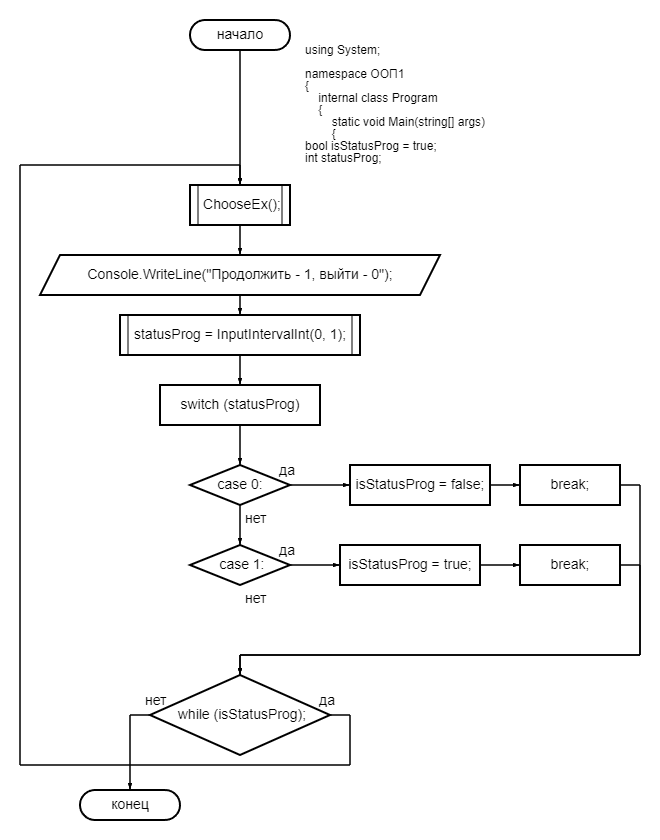 начало
using System;
namespace ООП1
{
internal class Program
{
static void Main(string[] args)
{
bool isStatusProg = true;
int statusProg;
ChooseEx();
Console.WriteLine("Продолжить - 1, выйти - 0");
statusProg = InputIntervalInt(0, 1);
switch (statusProg)
case 0:
да
isStatusProg = false;
break;
нет
case 1:
да
isStatusProg = true;
break;
нет
нет
while (isStatusProg);
да
конец